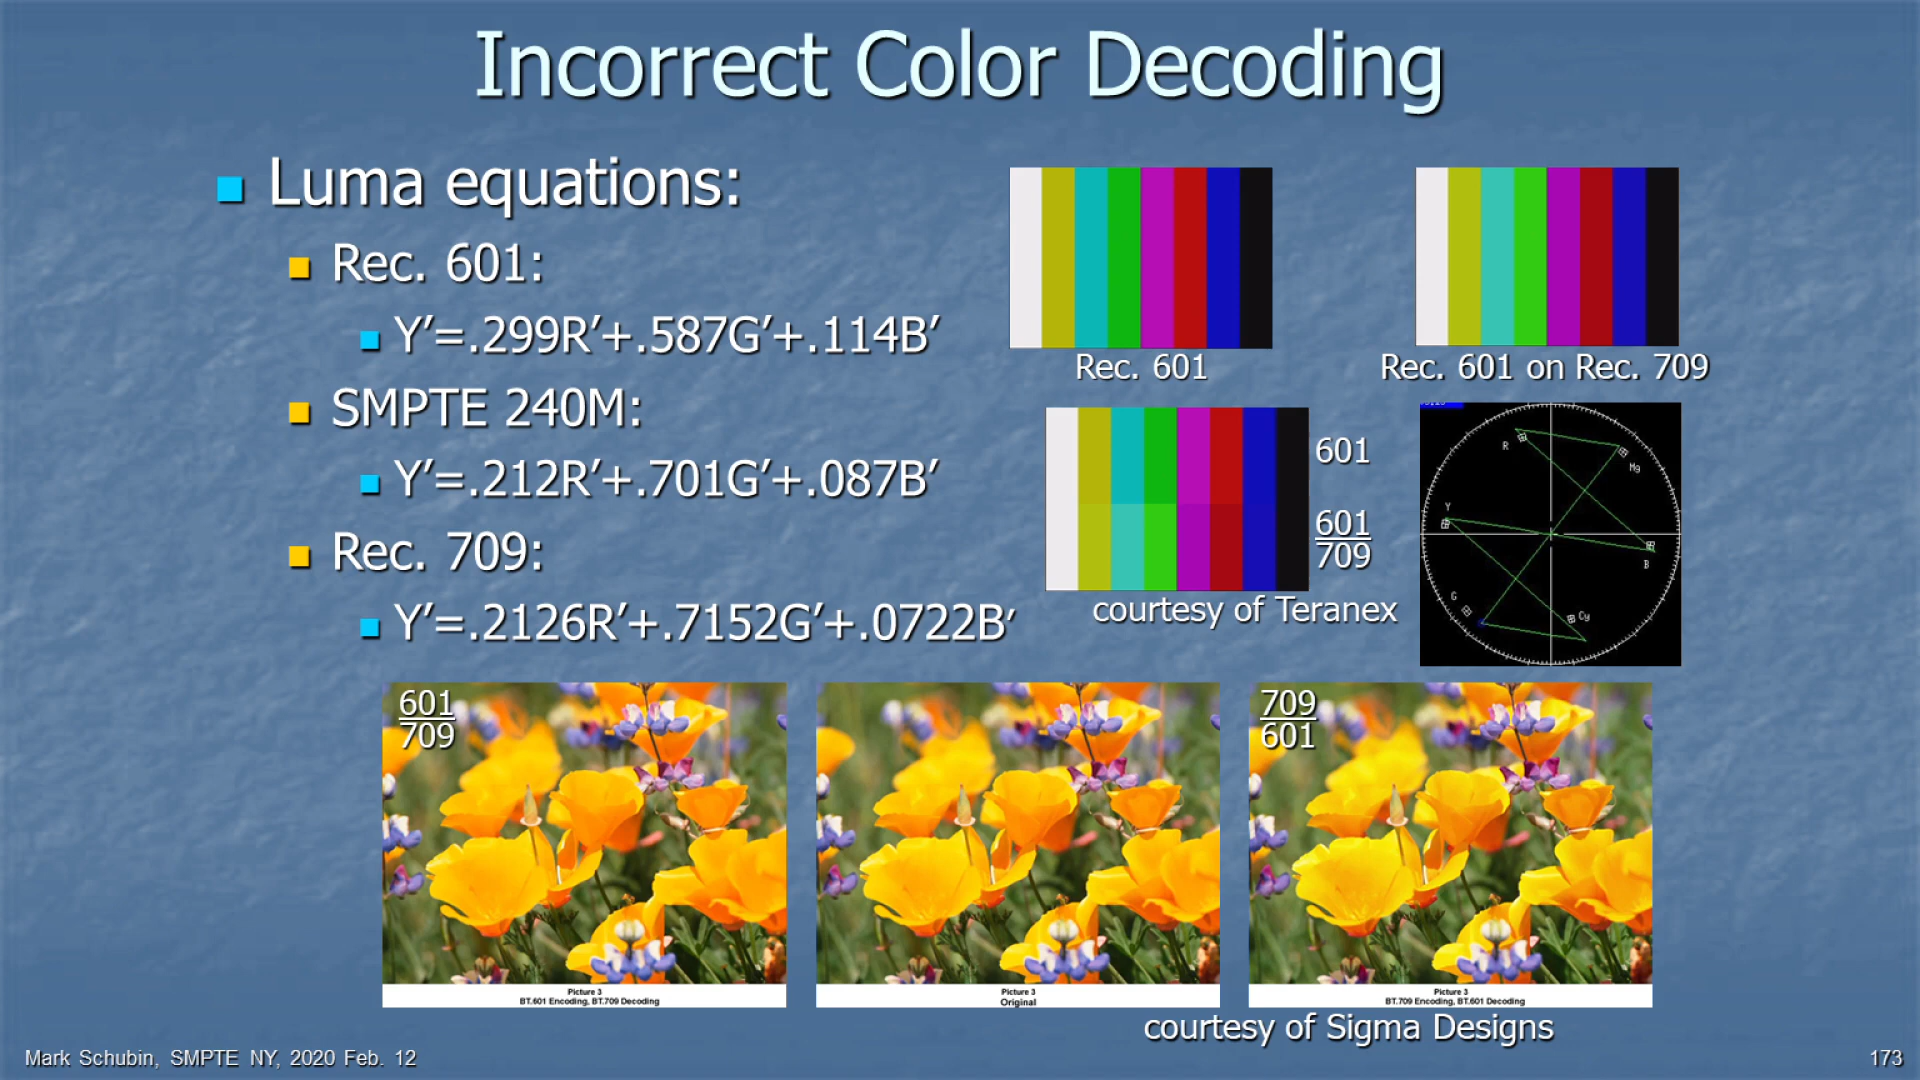 Incorrect Color Decoding
Luma equations:
Rec. 601:
Y’=.299R’+.587G’+.114B’
SMPTE 240M:
Y’=.212R’+.701G’+.087B’
Rec. 709:
Y’=.2126R’+.7152G’+.0722B’
Rec. 601
Rec. 601 on Rec. 709
601
601
709
courtesy of Teranex
R
Mg
Y
B
G
Cy
601
709
709
601
Picture 3
BT.601 Encoding, BT.709 Decoding
Picture 3
Original
Picture 3
BT.709 Encoding, BT.601 Decoding
courtesy of Sigma Designs
Mark Schubin, SMPTE NY, 2020 Feb. 12
173